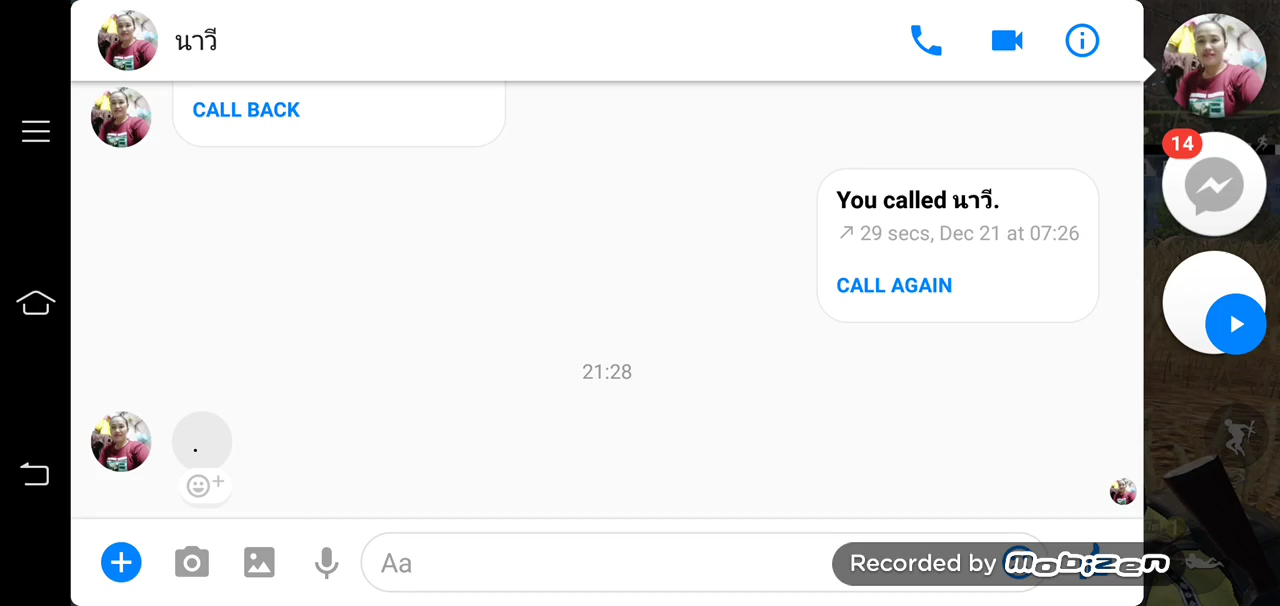 นาวี
CALL BACK
You called นาวี.
29 secs, Dec 21 at 07:26
CALL AGAIN
21:28
.
Aa
Recorded by mobizen
14